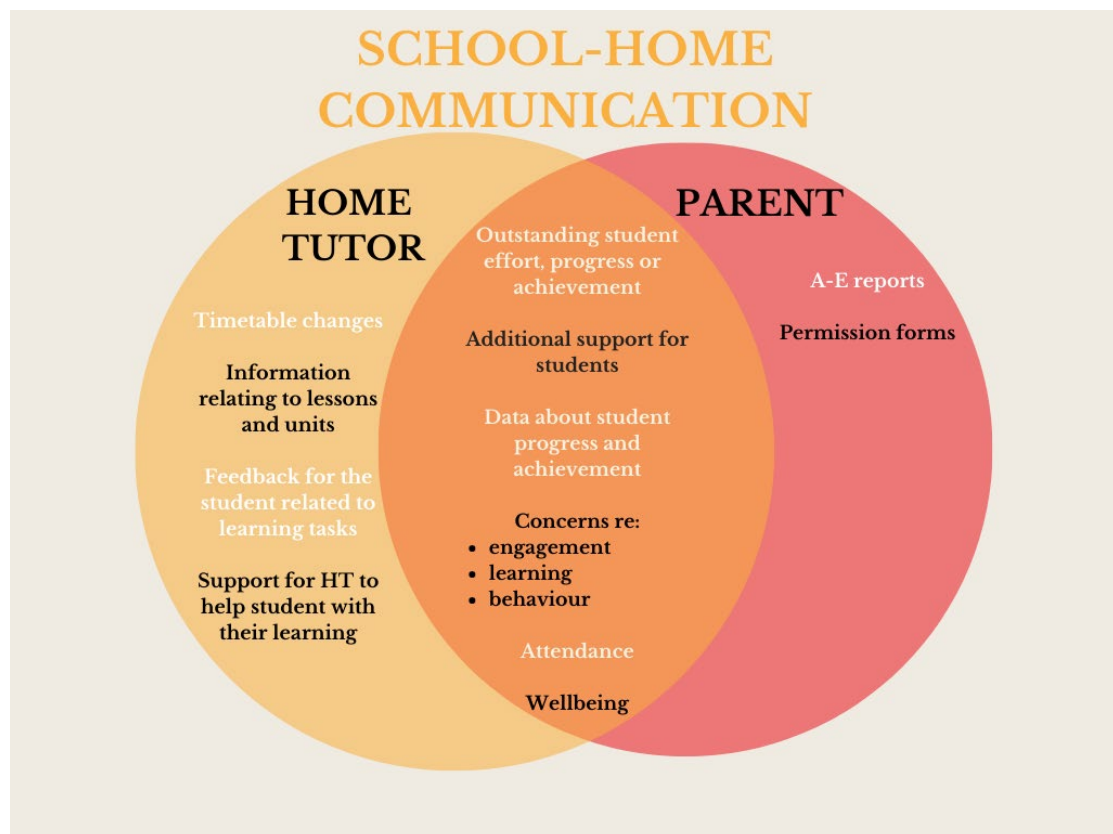 SCHOOL-HOME
COMMUNICATION
HOME
TUTOR
Timetable changes
Information
relating to lessons
and units
Feedback for the
student related to
learning tasks
Support for HT to
help student with
their learning
Outstanding student
effort, progress or
achievement
Additional support for
students
Data about student
progress and
achievement
Concerns re:
• engagement
• learning
• behaviour
Attendance
Wellbeing
PARENT
A-E reports
Permission forms